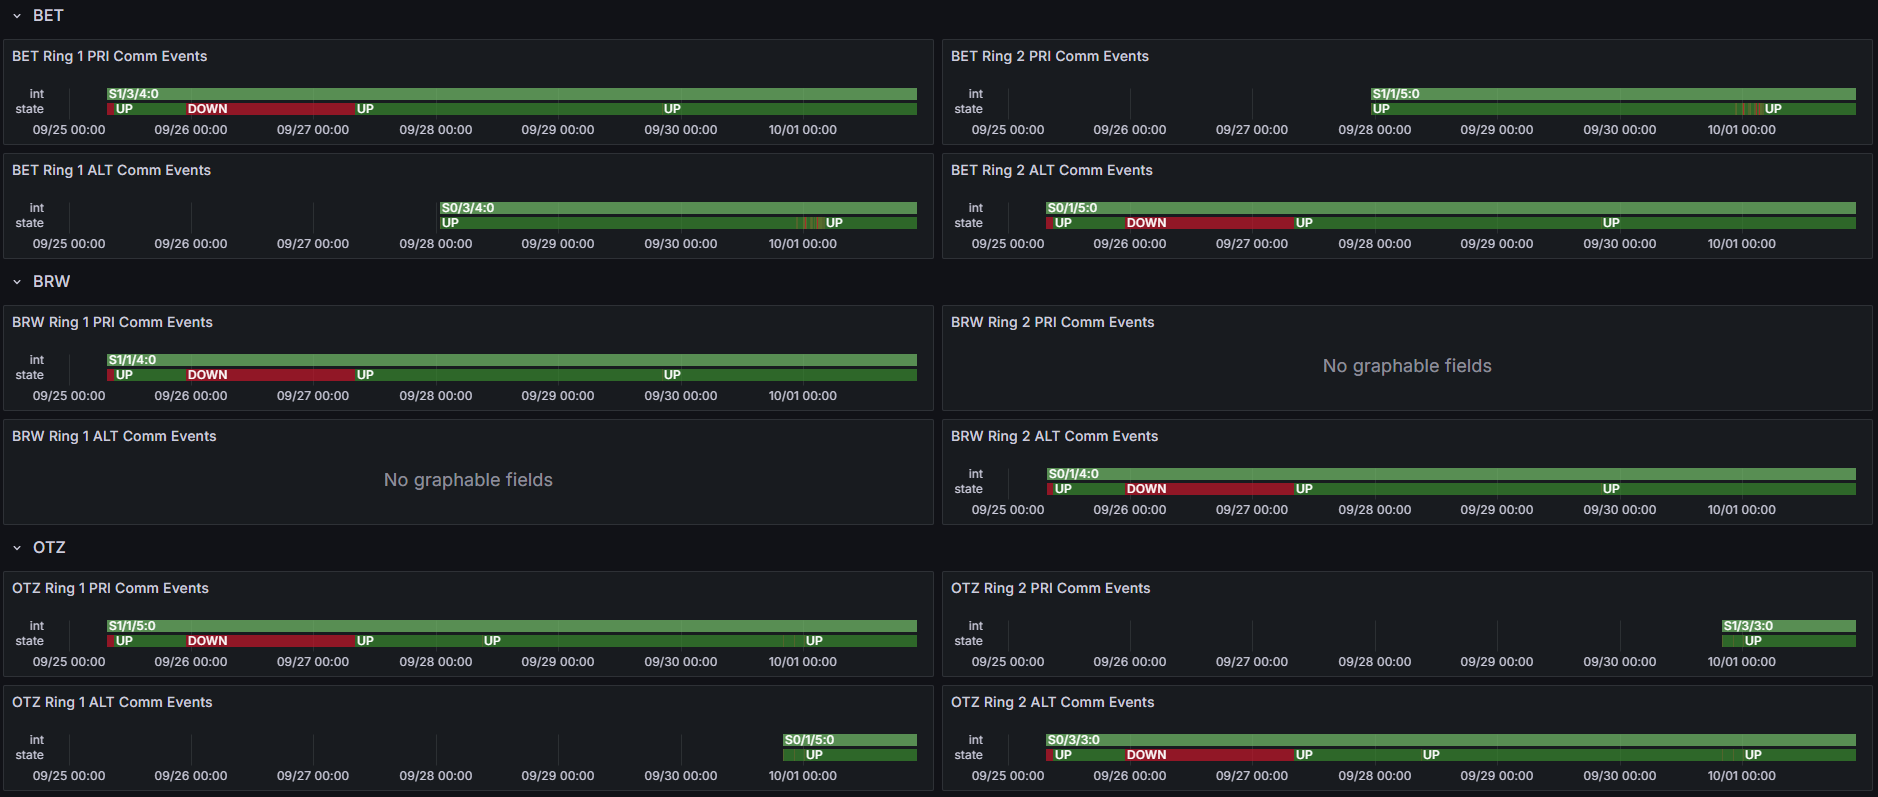 BET
BET Ring 1 PRI Comm Events
int S1/3/4:0
state UP DOWN UP UP
09/25 00:00 09/26 00:00 09/27 00:00 09/28 00:00 09/29 00:00 09/30 00:00 10/01 00:00
BET Ring 2 PRI Comm Events
int S1/1/5:0
state UP UP
09/25 00:00 09/26 00:00 09/27 00:00 09/28 00:00 09/29 00:00 09/30 00:00 10/01 00:00
BET Ring 1 ALT Comm Events
int S0/3/4:0
state UP UP
09/25 00:00 09/26 00:00 09/27 00:00 09/28 00:00 09/29 00:00 09/30 00:00 10/01 00:00
BET Ring 2 ALT Comm Events
int S0/1/5:0
state UP DOWN UP UP
09/25 00:00 09/26 00:00 09/27 00:00 09/28 00:00 09/29 00:00 09/30 00:00 10/01 00:00
BRW
BRW Ring 1 PRI Comm Events
int S1/1/4:0
state UP DOWN UP UP
09/25 00:00 09/26 00:00 09/27 00:00 09/28 00:00 09/29 00:00 09/30 00:00 10/01 00:00
BRW Ring 2 PRI Comm Events
No graphable fields
BRW Ring 1 ALT Comm Events
No graphable fields
BRW Ring 2 ALT Comm Events
int S0/1/4:0
state UP DOWN UP UP
09/25 00:00 09/26 00:00 09/27 00:00 09/28 00:00 09/29 00:00 09/30 00:00 10/01 00:00
OTZ
OTZ Ring 1 PRI Comm Events
int S1/1/5:0
state UP DOWN UP UP UP
09/25 00:00 09/26 00:00 09/27 00:00 09/28 00:00 09/29 00:00 09/30 00:00 10/01 00:00
OTZ Ring 2 PRI Comm Events
int S1/3/3:0
state UP
09/25 00:00 09/26 00:00 09/27 00:00 09/28 00:00 09/29 00:00 09/30 00:00 10/01 00:00
OTZ Ring 1 ALT Comm Events
int S0/1/5:0
state UP
09/25 00:00 09/26 00:00 09/27 00:00 09/28 00:00 09/29 00:00 09/30 00:00 10/01 00:00
OTZ Ring 2 ALT Comm Events
int S0/3/3:0
state UP DOWN UP UP UP
09/25 00:00 09/26 00:00 09/27 00:00 09/28 00:00 09/29 00:00 09/30 00:00 10/01 00:00